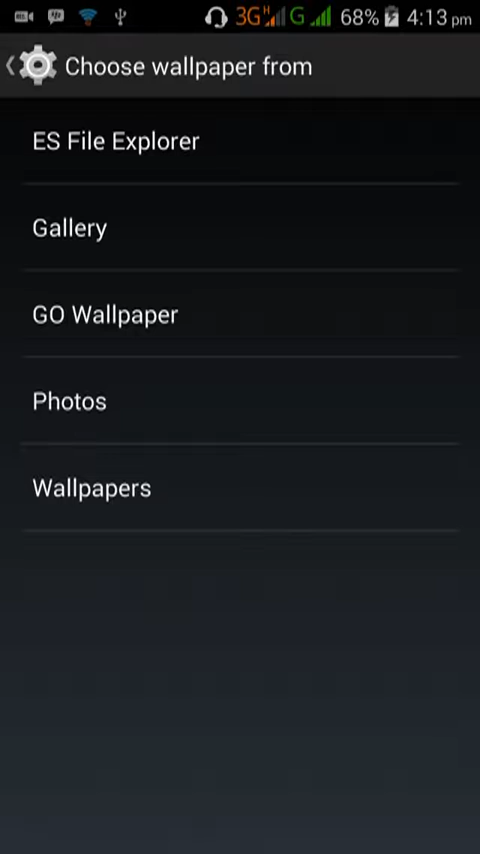 3G H G 68% 4:13 pm
Choose wallpaper from
ES File Explorer
Gallery
GO Wallpaper
Photos
Wallpapers